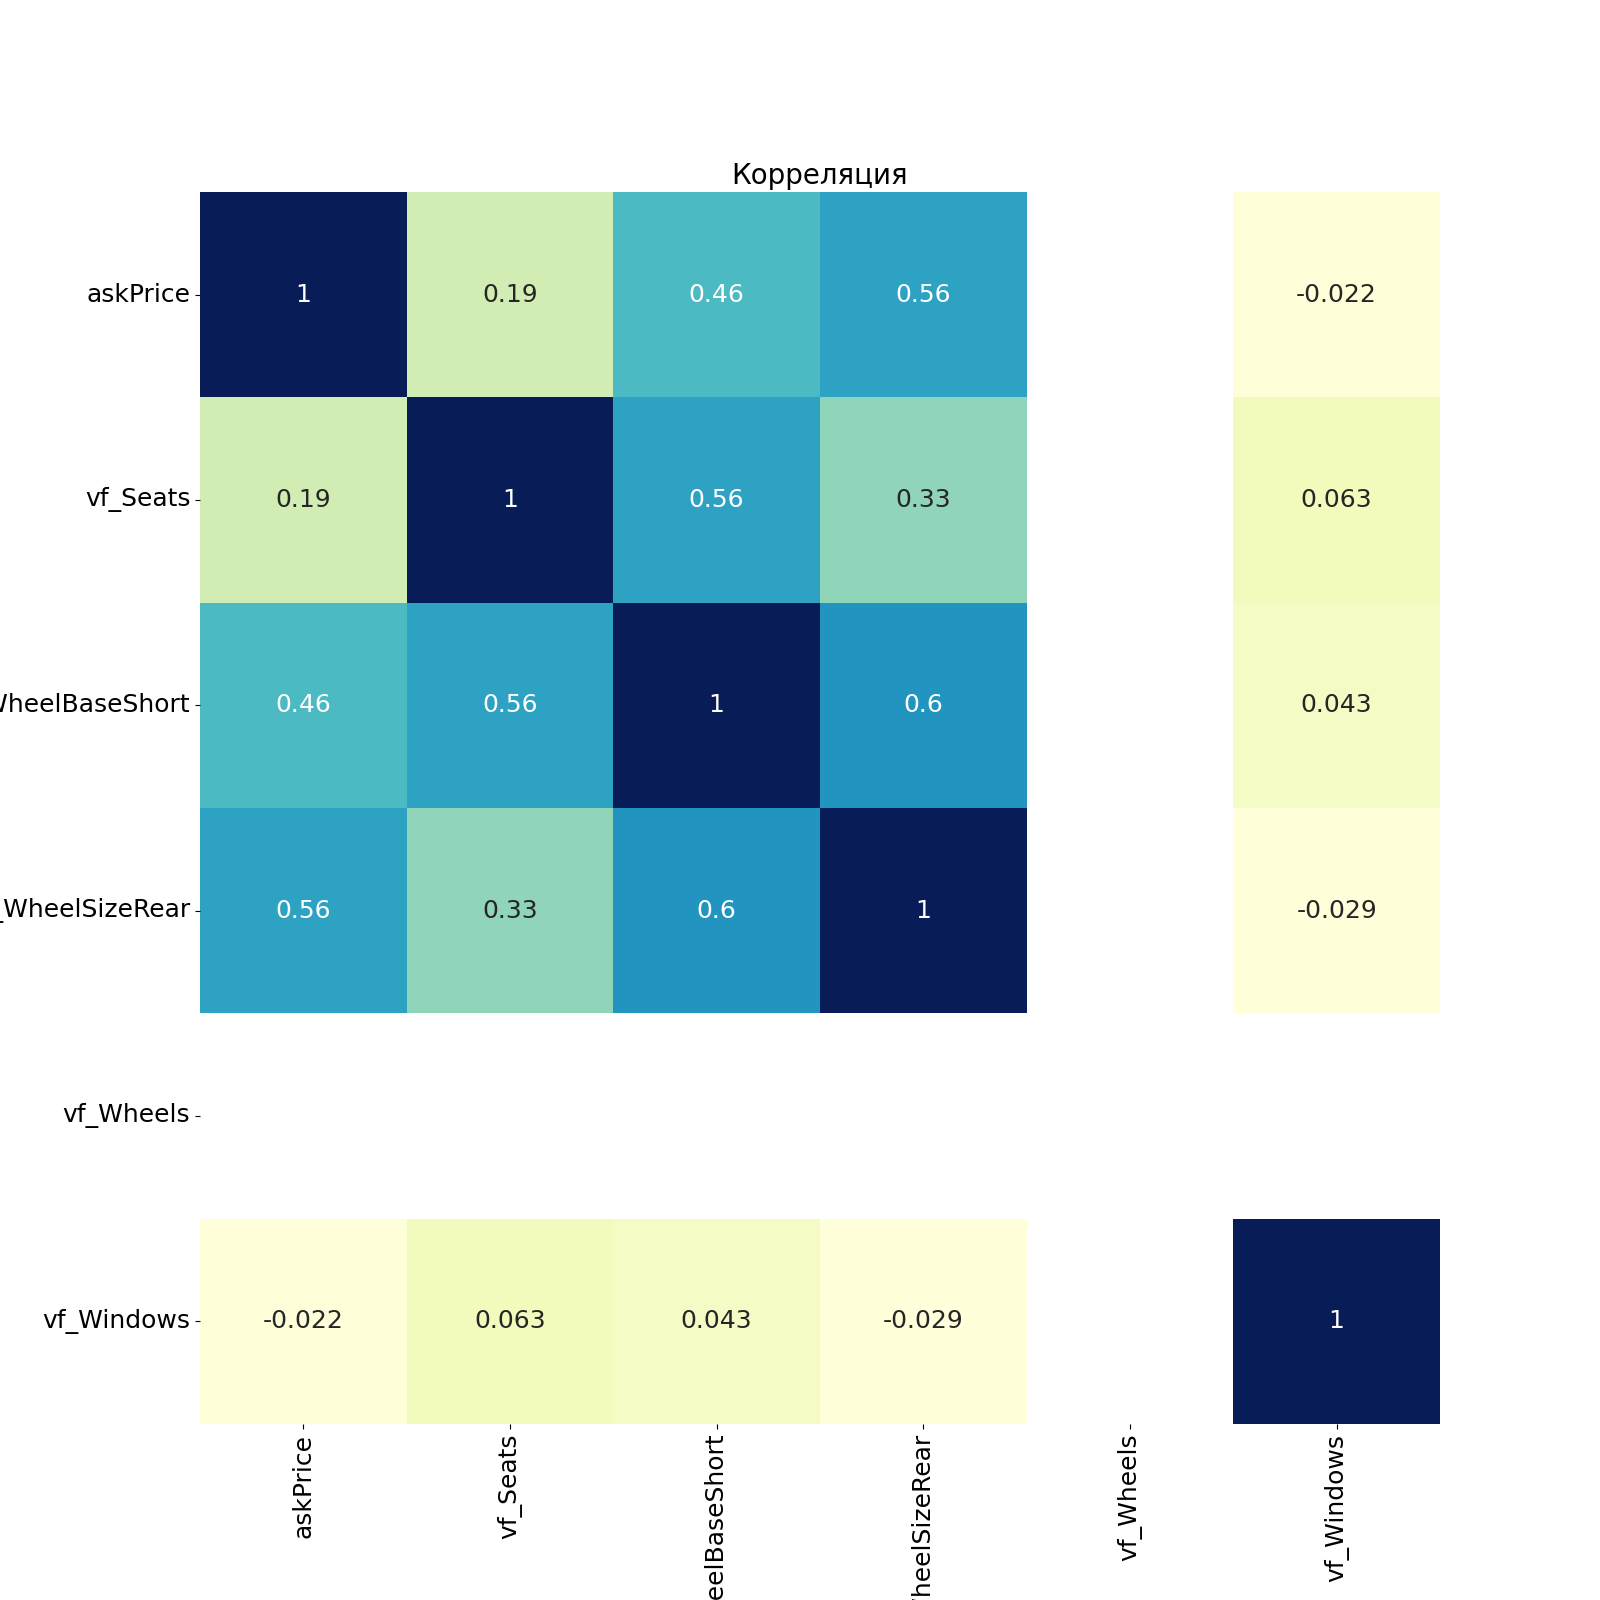 Корреляция
askPrice 1 0.19 0.46 0.56 -0.022
vf_Seats 0.19 1 0.56 0.33 0.063
WheelBaseShort 0.46 0.56 1 0.6 0.043
_WheelSizeRear 0.56 0.33 0.6 1 -0.029
vf_Wheels
vf_Windows -0.022 0.063 0.043 -0.029 1
askPrice
vf_Seats
eelBaseShort
heelSizeRear
vf_Wheels
vf_Windows